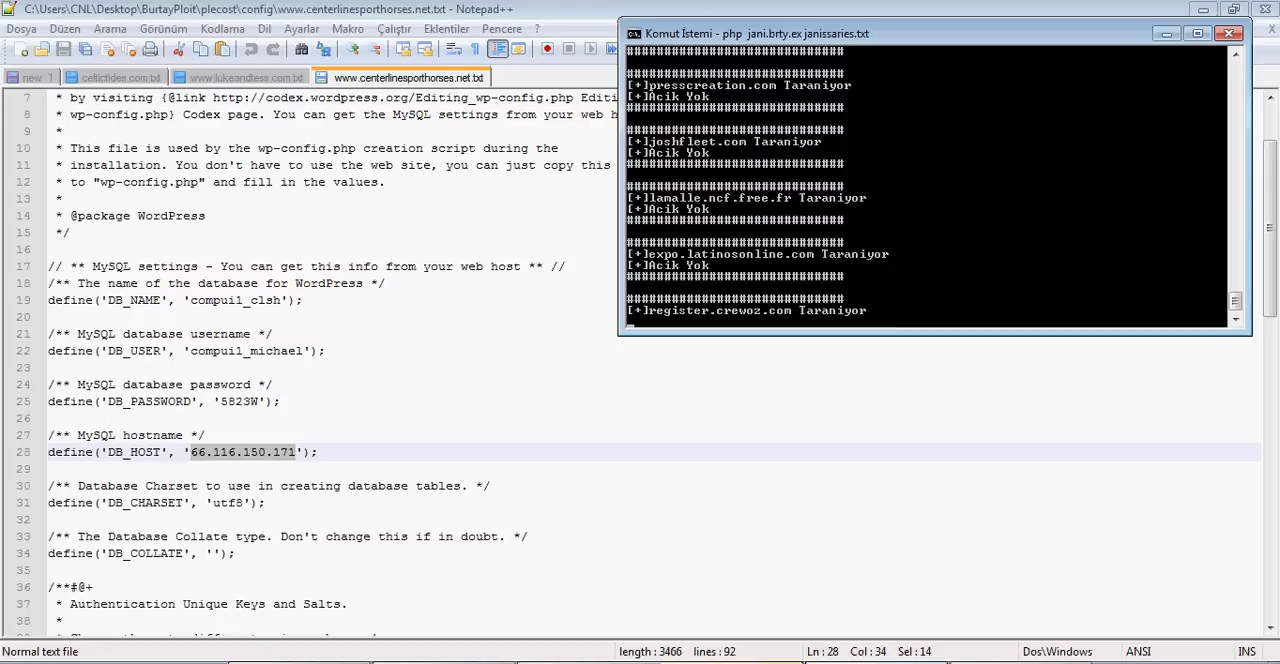 C:\Users\CNL\Desktop\BurtayPloit\plecost\config\www.centerlinesporthorses.net.txt - Notepad++
Dosya Düzen Arama Görünüm Kodlama Dil Ayarlar Makro Çalıştır Eklentiler Pencere ?
new 1 celtictides.com.txt www.lukeandtess.com.txt www.centerlinesporthorses.net.txt
7 * by visiting {@link http://codex.wordpress.org/Editing_wp-config.php Editi
8 * wp-config.php} Codex page. You can get the MySQL settings from your web h
9 *
10 * This file is used by the wp-config.php creation script during the
11 * installation. You don't have to use the web site, you can just copy this
12 * to "wp-config.php" and fill in the values.
13 *
14 * @package WordPress
15 */
16
17 // ** MySQL settings - You can get this info from your web host ** //
18 /** The name of the database for WordPress */
19 define('DB_NAME', 'compui1_clsh');
20
21 /** MySQL database username */
22 define('DB_USER', 'compui1_michael');
23
24 /** MySQL database password */
25 define('DB_PASSWORD', '5823W');
26
27 /** MySQL hostname */
28 define('DB_HOST', '66.116.150.171');
29
30 /** Database Charset to use in creating database tables. */
31 define('DB_CHARSET', 'utf8');
32
33 /** The Database Collate type. Don't change this if in doubt. */
34 define('DB_COLLATE', '');
35
36 /**#@+
37 * Authentication Unique Keys and Salts.
38 *
Normal text file length : 3466 lines : 92 Ln : 28 Col : 34 Sel : 14 Dos\Windows ANSI INS
Komut İstemi - php jani.brty.ex janissaries.txt
#############################
#############################
[+]presscreation.com Taraniyor
[+]Acik Yok
#############################
#############################
[+]joshfleet.com Taraniyor
[+]Acik Yok
#############################
#############################
[+]lamalle.ncf.free.fr Taraniyor
[+]Acik Yok
#############################
#############################
[+]expo.latinosonline.com Taraniyor
[+]Acik Yok
#############################
#############################
[+]register.crewoz.com Taraniyor